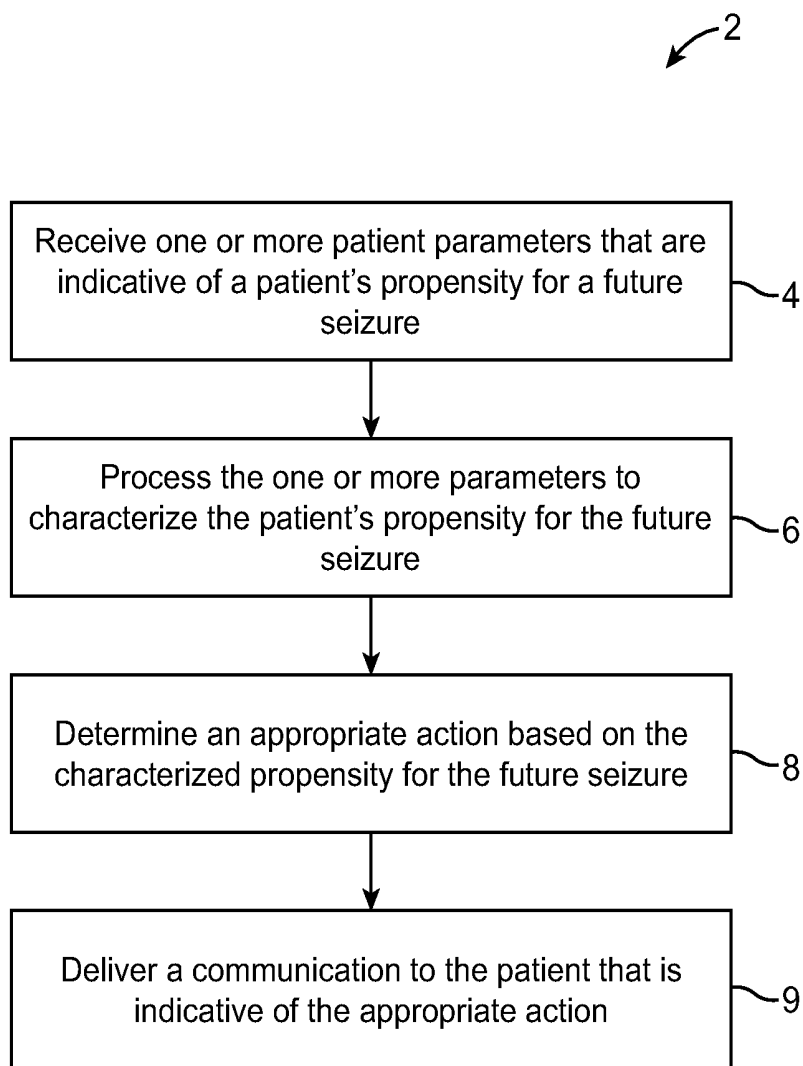 2
Receive one or more patient parameters that are
indicative of a patient's propensity for a future
seizure
4
Process the one or more parameters to
characterize the patient's propensity for the future
seizure
6
Determine an appropriate action based on the
characterized propensity for the future seizure
8
Deliver a communication to the patient that is
indicative of the appropriate action
9